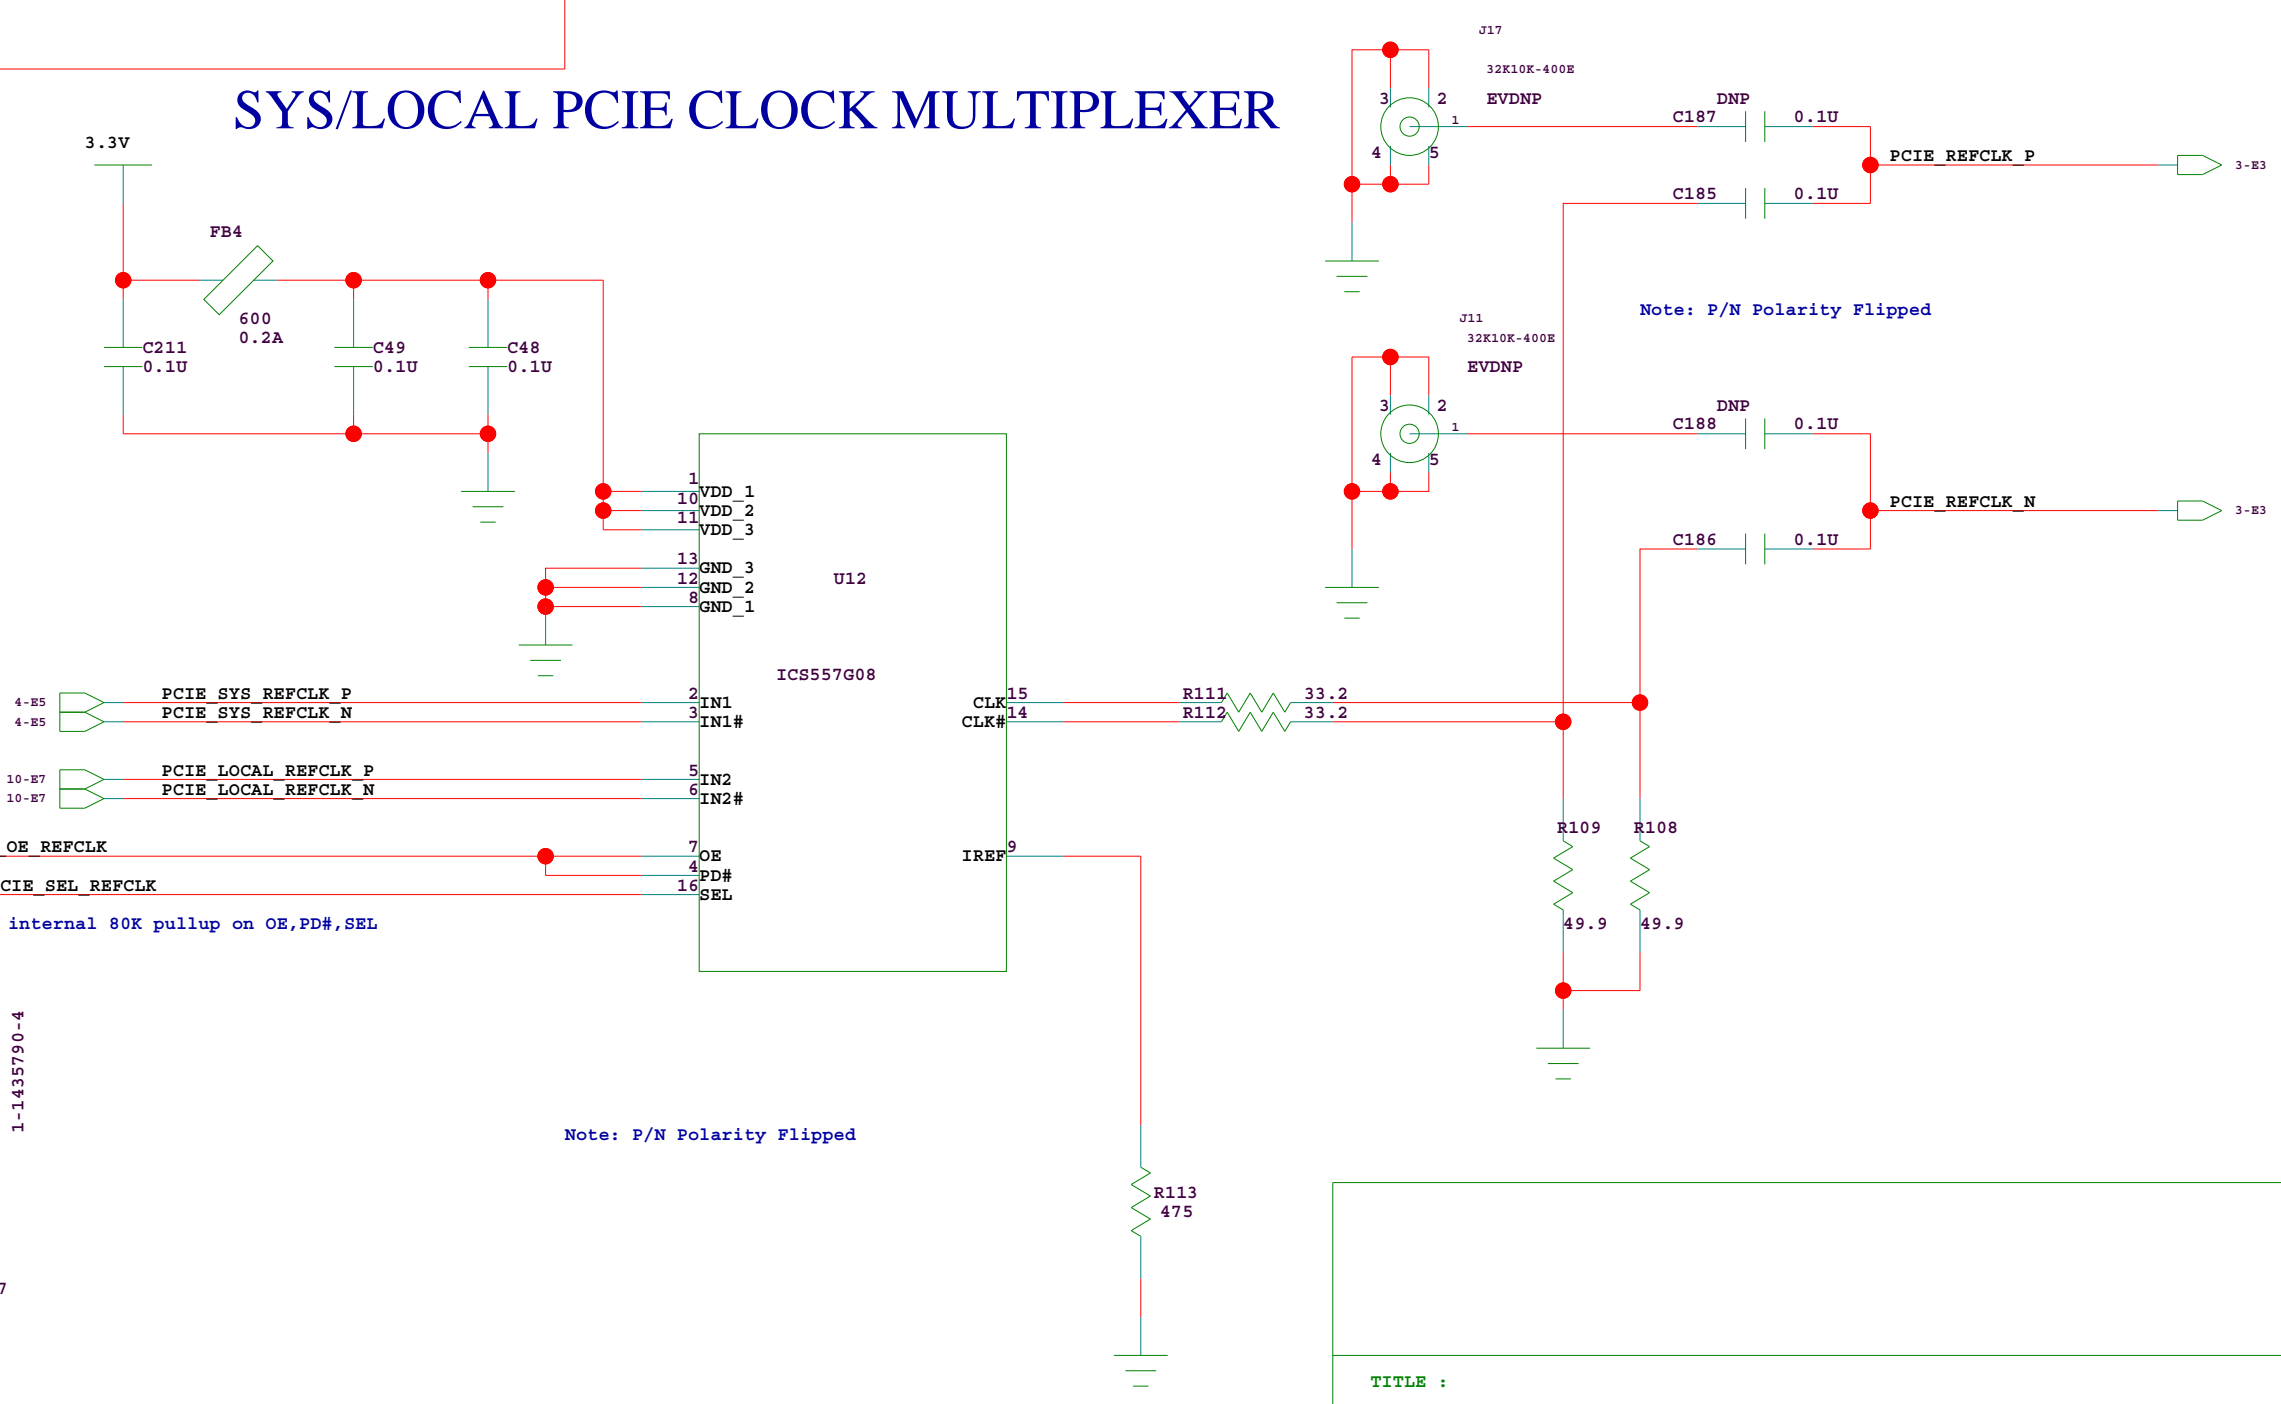 J17
32K10K-400E
EVDNP
SYS/LOCAL PCIE CLOCK MULTIPLEXER
3 2
1
4 5
DNP
C187 0.1U
PCIE_REFCLK_P
3-E3
C185 0.1U
3.3V
FB4
600
0.2A
C211
0.1U
C49
0.1U
C48
0.1U
Note: P/N Polarity Flipped
J11
32K10K-400E
EVDNP
3 2
1
4 5
DNP
C188 0.1U
PCIE_REFCLK_N
3-E3
C186 0.1U
1 VDD_1
10 VDD_2
11 VDD_3
13 GND_3
12 GND_2
8 GND_1
U12
ICS557G08
4-E5 PCIE_SYS_REFCLK_P 2 IN1
4-E5 PCIE_SYS_REFCLK_N 3 IN1#
10-E7 PCIE_LOCAL_REFCLK_P 5 IN2
10-E7 PCIE_LOCAL_REFCLK_N 6 IN2#
_OE_REFCLK 7 OE
4 PD#
CIE_SEL_REFCLK 16 SEL
CLK 15 R111 33.2
CLK# 14 R112 33.2
IREF 9
R109 R108
49.9 49.9
internal 80K pullup on OE,PD#,SEL
1-1435790-4
Note: P/N Polarity Flipped
R113
475
7
TITLE :